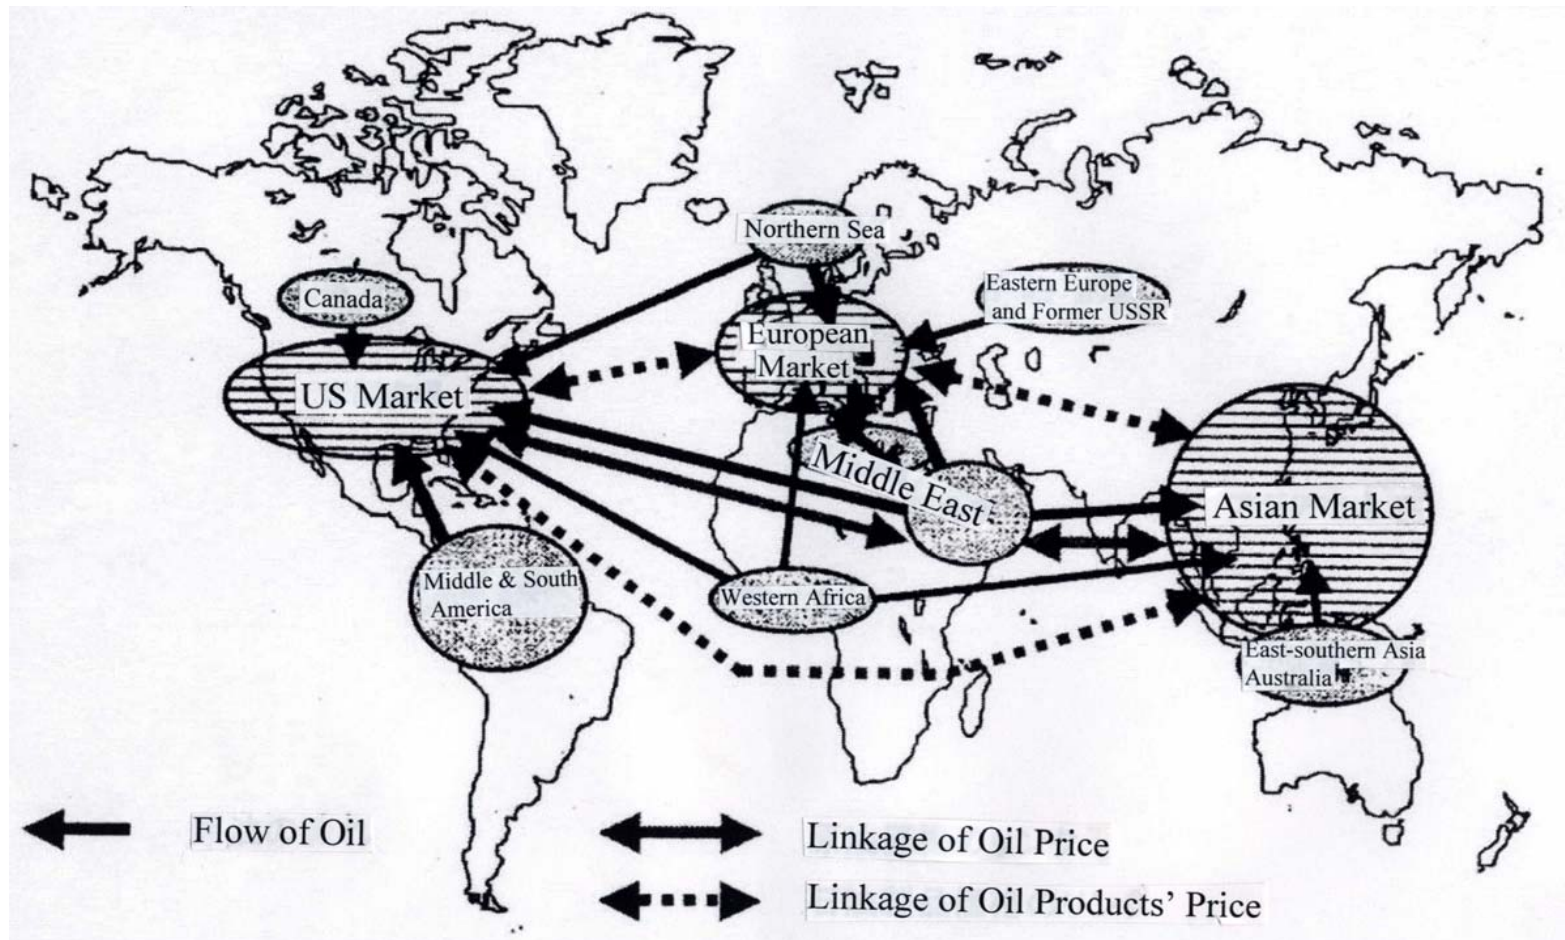 Northern Sea
Canada
Eastern Europe
and Former USSR
European
Market
US Market
Middle East
Asian Market
Middle & South
America
Western Africa
East-southern Asia
Australia
Flow of Oil
Linkage of Oil Price
Linkage of Oil Products' Price